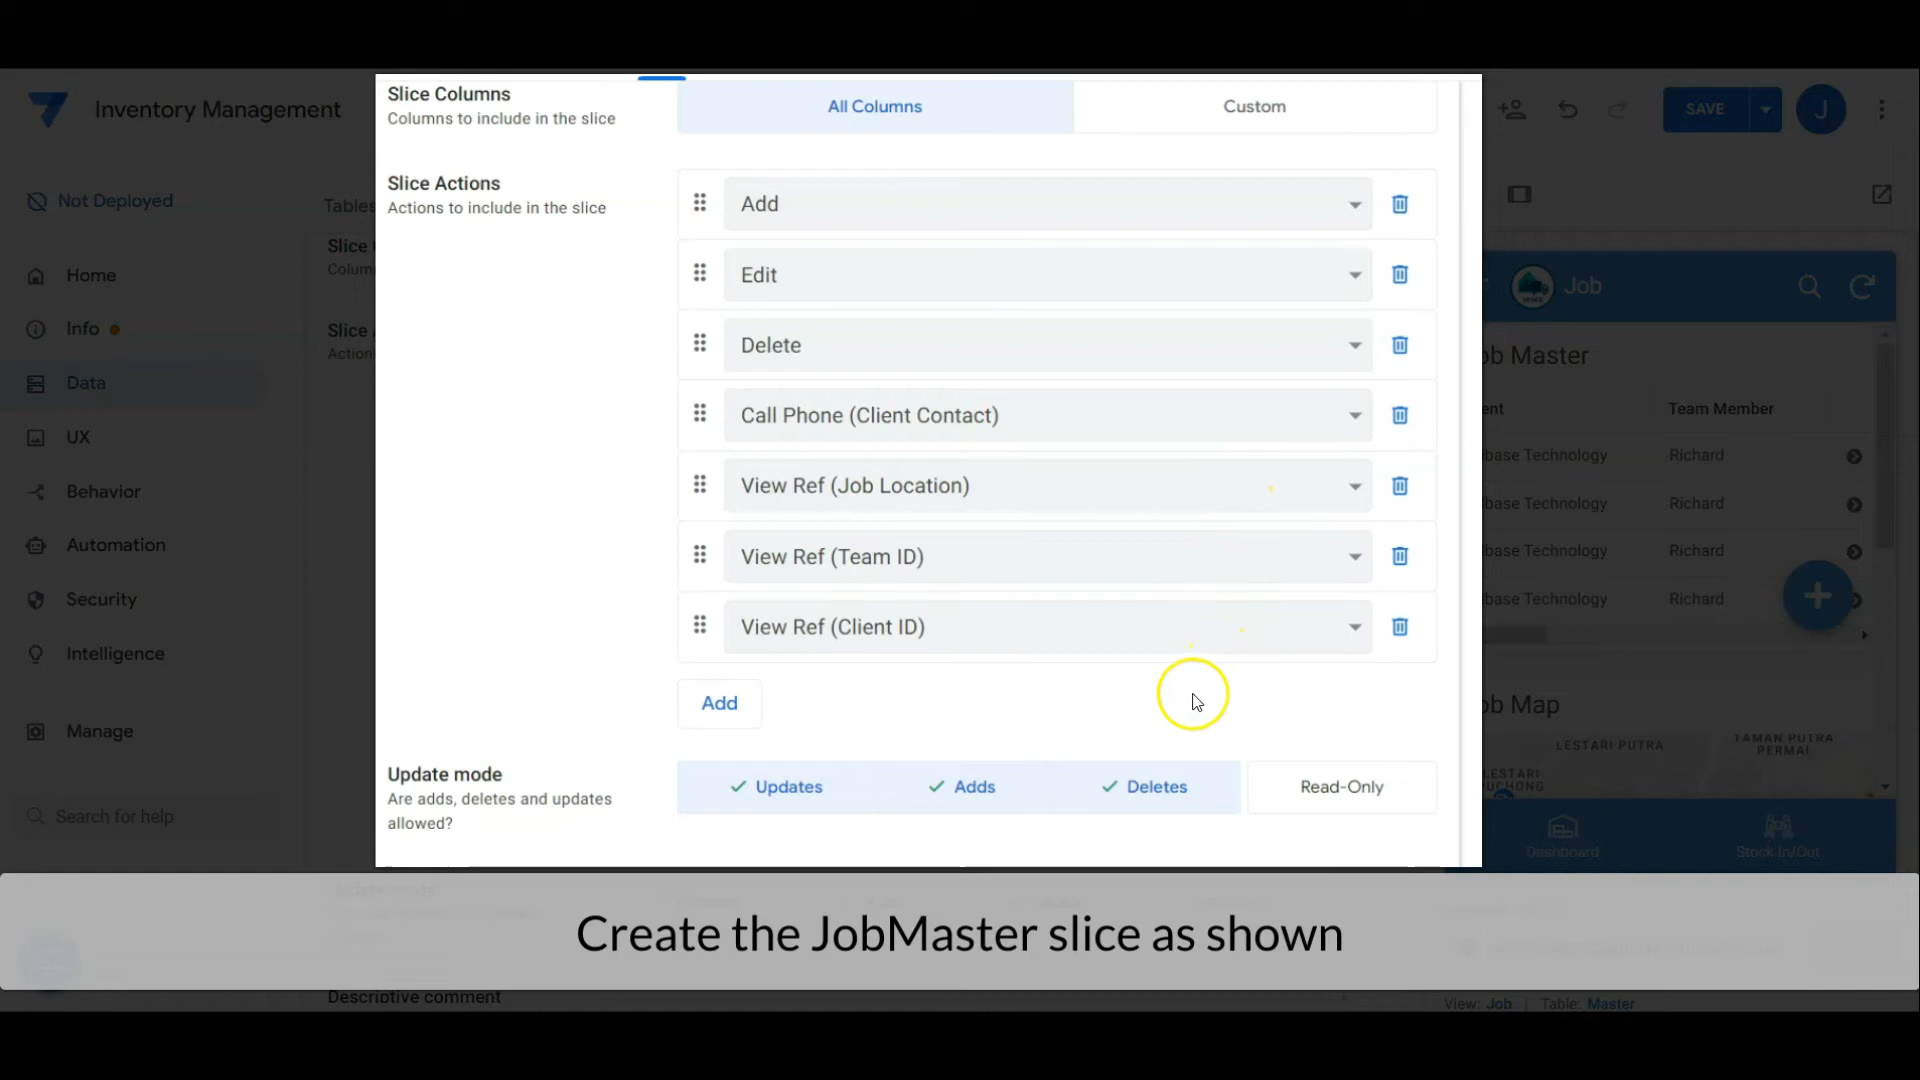 Inventory Management
Not Deployed
Home
Info
Data
UX
Behavior
Automation
Security
Intelligence
Manage
Search for help
Tables
Slice
Colum
Slice
Action
Slice Columns
Columns to include in the slice
All Columns
Custom
Slice Actions
Actions to include in the slice
Add
Edit
Delete
Call Phone (Client Contact)
View Ref (Job Location)
View Ref (Team ID)
View Ref (Client ID)
Add
Update mode
Are adds, deletes and updates
allowed?
Updates
Adds
Deletes
Read-Only
SAVE
J
Job
ob Master
ent
Team Member
base Technology
Richard
base Technology
Richard
base Technology
Richard
base Technology
Richard
ob Map
LESTARI PUTRA
TAMAN PUTRA
PERMAI
LESTARI
PUCHONG
Dashboard
Stock In/Out
Create the JobMaster slice as shown
Descriptive comment
View: Job | Table: Master